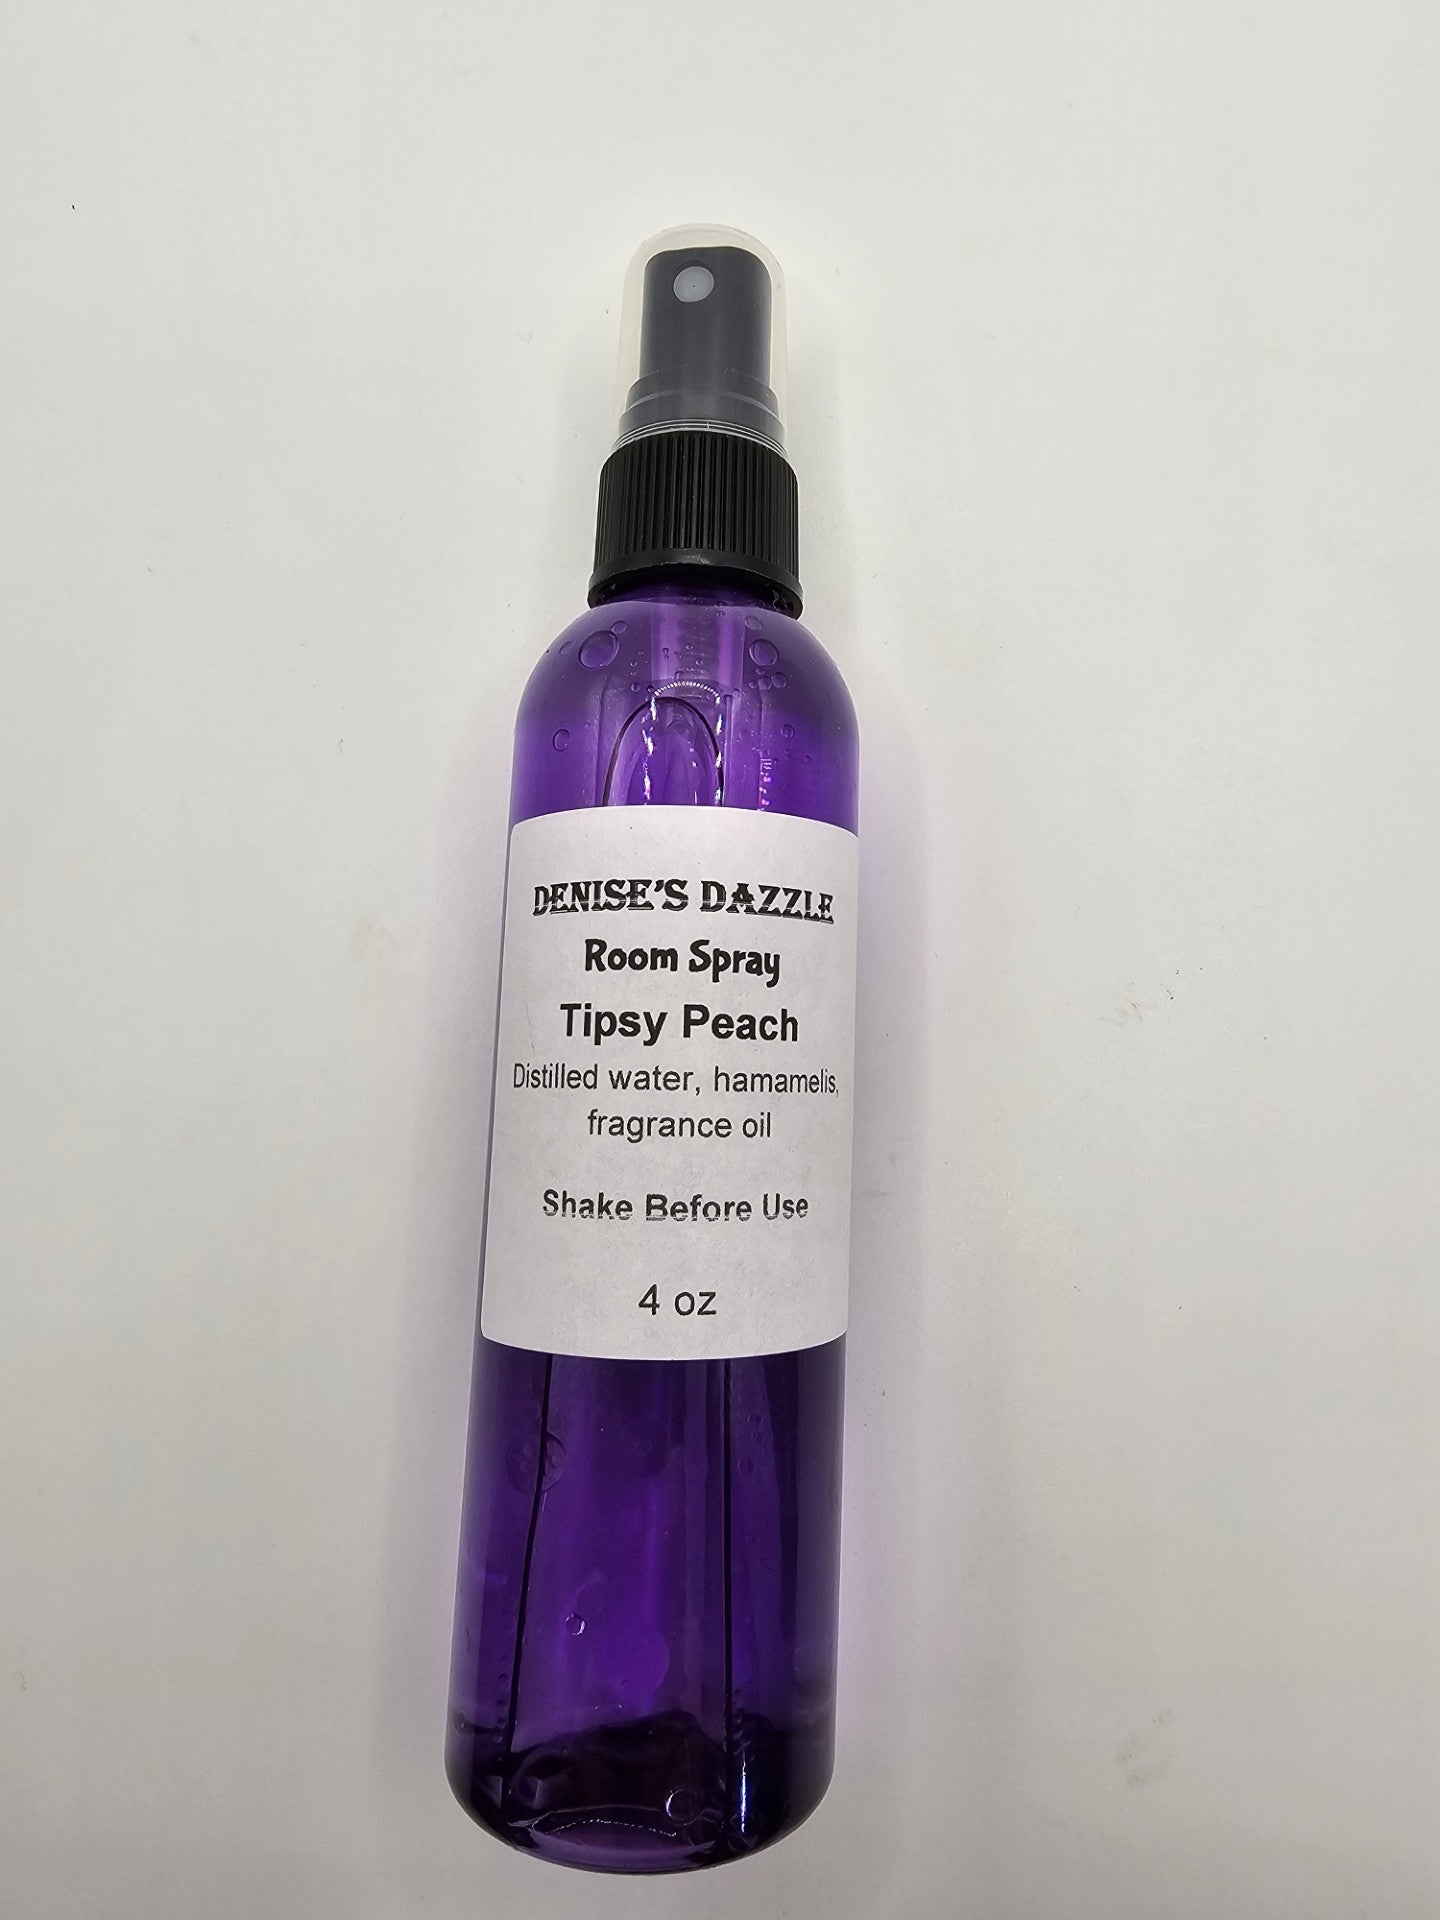 DENISE'S DAZZLE
Room Spray
Tipsy Peach
Distilled water, hamamelis,
fragrance oil
Shake Before Use
4 oz